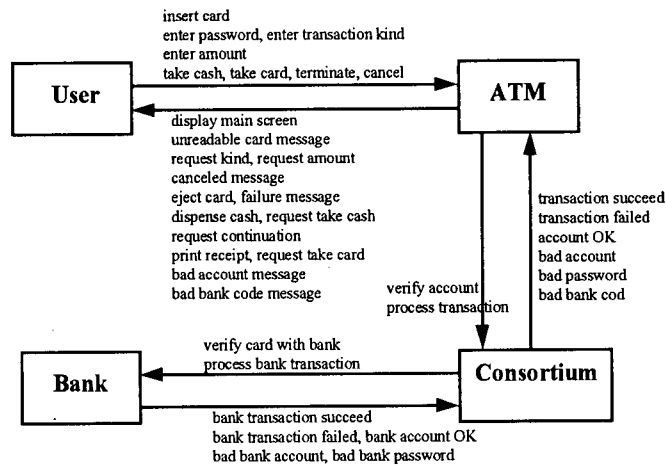 insert card
enter password, enter transaction kind
enter amount
take cash, take card, terminate, cancel
User
ATM
display main screen
unreadable card message
request kind, request amount
canceled message
eject card, failure message
dispense cash, request take cash
request continuation
print receipt, request take card
bad account message
bad bank code message
transaction succeed
transaction failed
account OK
bad account
bad password
bad bank cod
verify account
process transaction
verify card with bank
process bank transaction
Bank
Consortium
bank transaction succeed
bank transaction failed, bank account OK
bad bank account, bad bank password